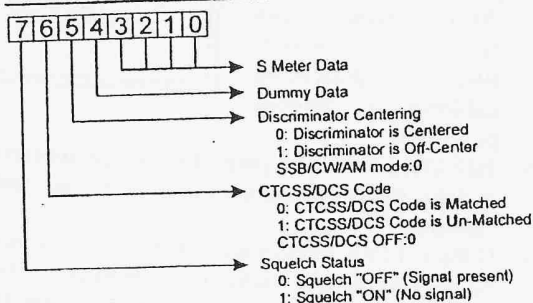 7 6 5 4 3 2 1 0
S Meter Data
Dummy Data
Discriminator Centering
0: Discriminator is Centered
1: Discriminator is Off-Center
SSB/CW/AM mode:0
CTCSS/DCS Code
0: CTCSS/DCS Code is Matched
1: CTCSS/DCS Code is Un-Matched
CTCSS/DCS OFF:0
Squelch Status
0: Squelch "OFF" (Signal present)
1: Squelch "ON" (No signal)